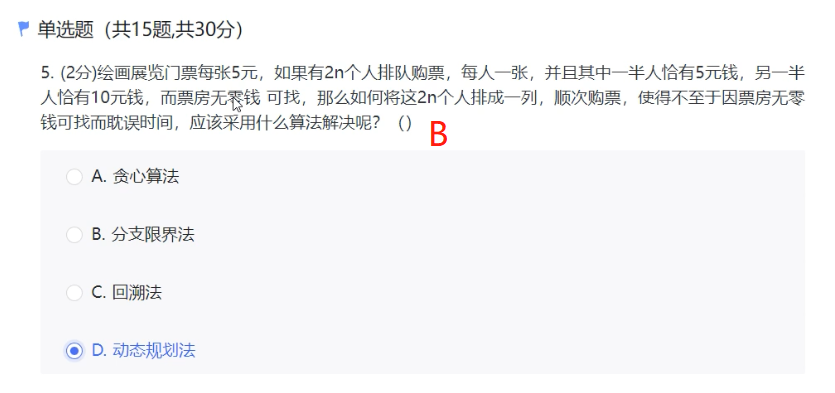 单选题（共15题,共30分）
5. (2分)绘画展览门票每张5元，如果有2n个人排队购票，每人一张，并且其中一半人恰有5元钱，另一半
人恰有10元钱，而票房无零钱 可找，那么如何将这2n个人排成一列，顺次购票，使得不至于因票房无零
钱可找而耽误时间，应该采用什么算法解决呢？（）
B
A. 贪心算法
B. 分支限界法
C. 回溯法
D. 动态规划法